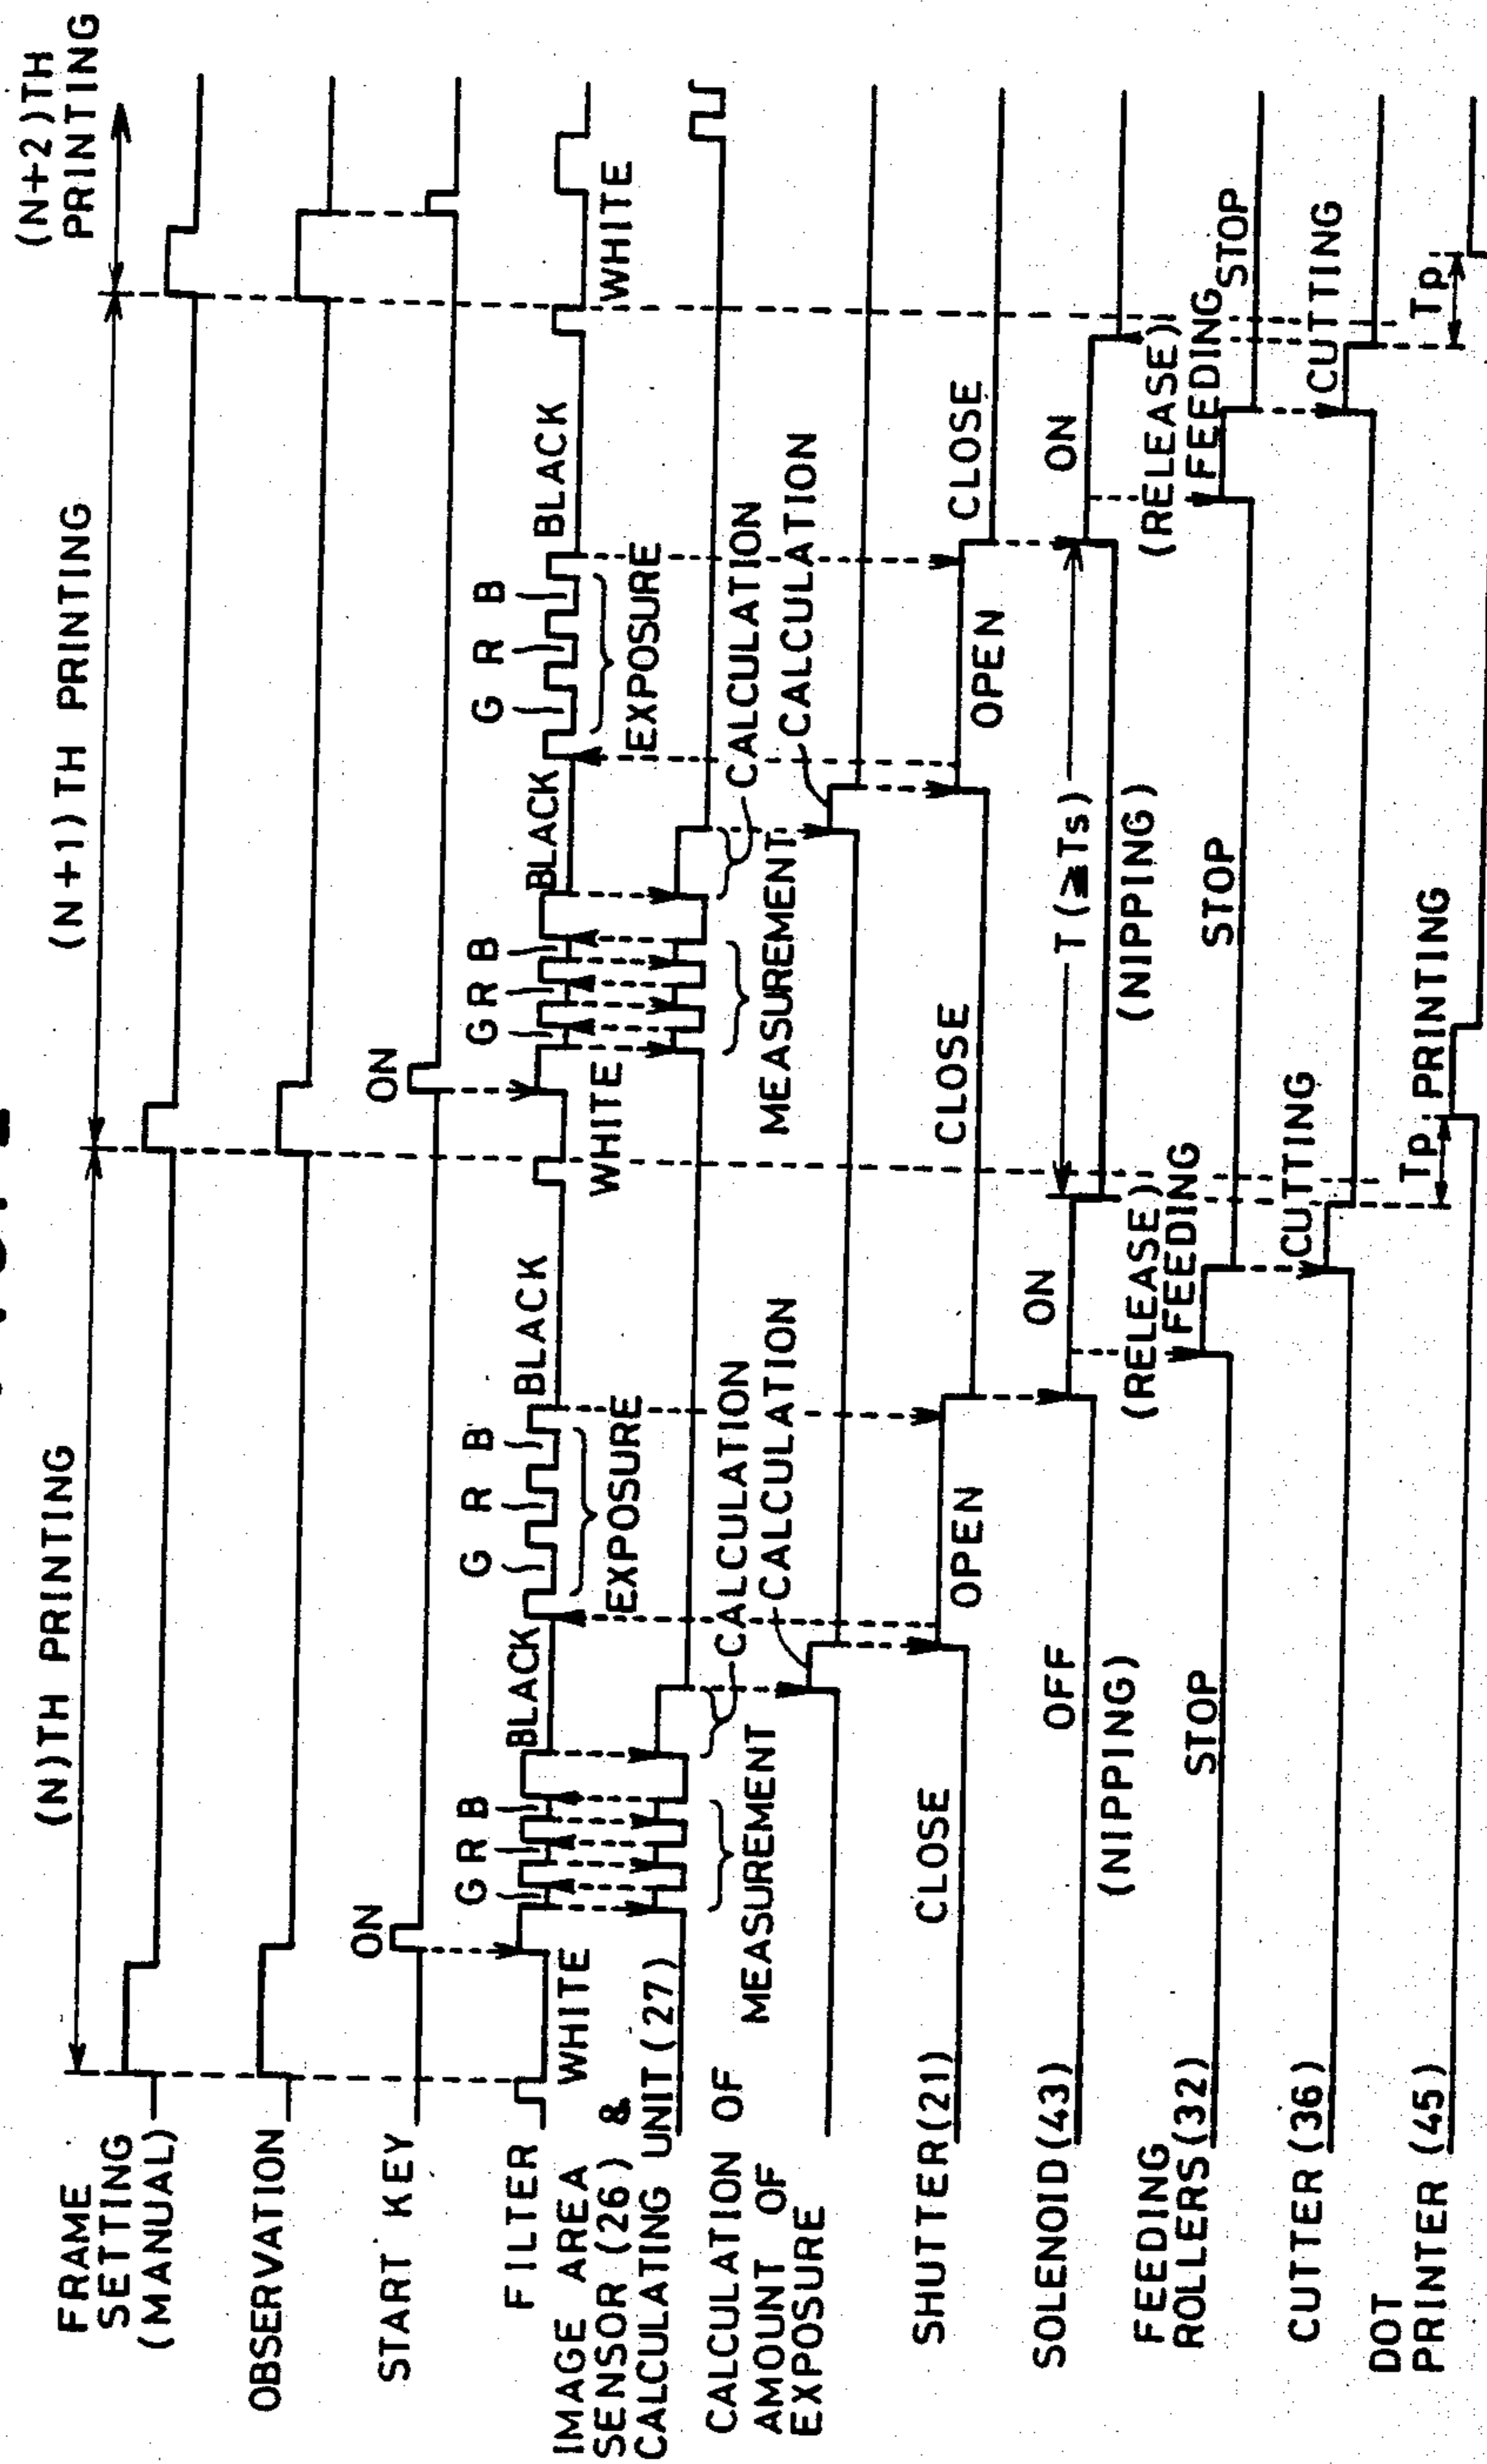 (N)TH PRINTING
(N+1)TH PRINTING
(N+2)TH
PRINTING
FRAME
SETTING
(MANUAL)
OBSERVATION
START KEY
ON
ON
FILTER
WHITE
G R B
BLACK
G R B
EXPOSURE
BLACK
WHITE
G R B
BLACK
G R B
EXPOSURE
BLACK
WHITE
IMAGE AREA
SENSOR (26) &
CALCULATING UNIT (27)
MEASUREMENT
CALCULATION
MEASUREMENT
CALCULATION
CALCULATION OF
AMOUNT OF
EXPOSURE
CALCULATION
CALCULATION
SHUTTER (21)
CLOSE
OPEN
CLOSE
OPEN
CLOSE
SOLENOID (43)
OFF
(NIPPING)
ON
(RELEASE)
T (≧Ts)
(NIPPING)
ON
(RELEASE)
FEEDING
ROLLERS (32)
STOP
FEEDING
STOP
FEEDING
STOP
CUTTER (36)
CUTTING
CUTTING
DOT
PRINTER (45)
Tp
PRINTING
Tp